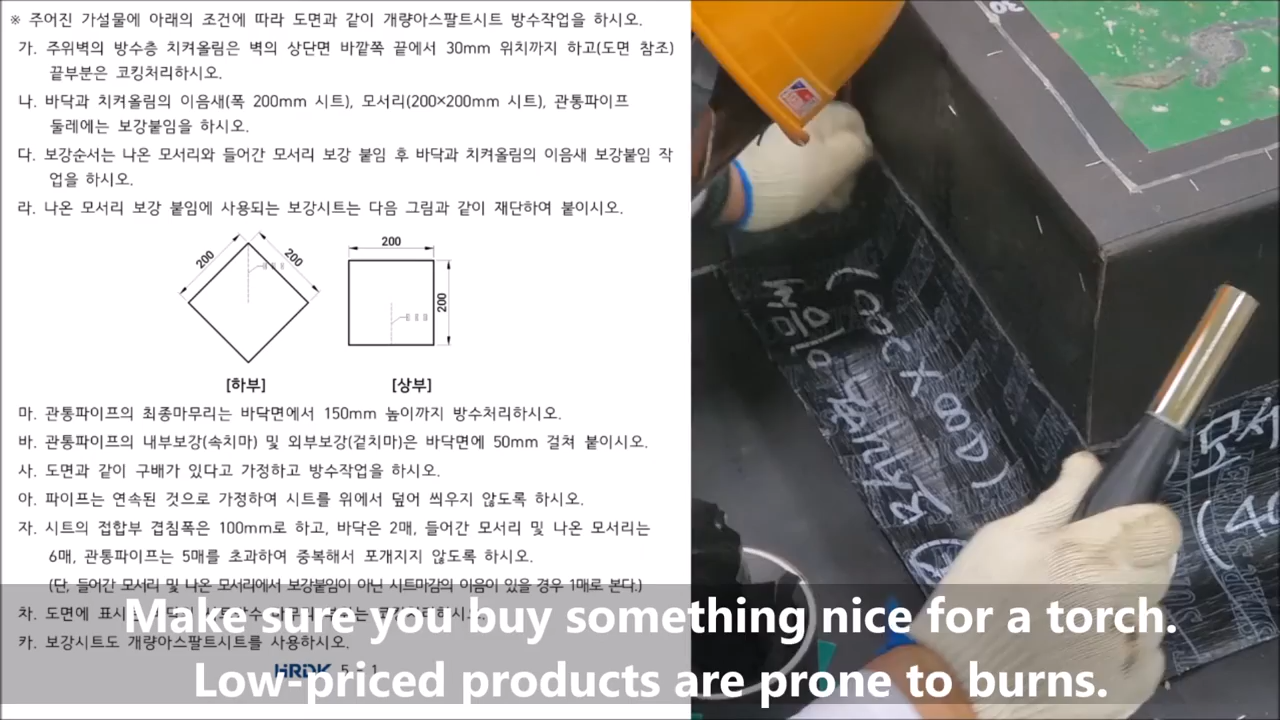 ※ 주어진 가설물에 아래의 조건에 따라 도면과 같이 개량아스팔트시트 방수작업을 하시오.
가. 주위벽의 방수층 치켜올림은 벽의 상단면 바깥쪽 끝에서 30mm 위치까지 하고(도면 참조)
끝부분은 코킹처리하시오.
나. 바닥과 치켜올림의 이음새(폭 200mm 시트), 모서리(200×200mm 시트), 관통파이프
둘레에는 보강붙임을 하시오.
다. 보강순서는 나온 모서리와 들어간 모서리 보강 붙임 후 바닥과 치켜올림의 이음새 보강붙임 작
업을 하시오.
라. 나온 모서리 보강 붙임에 사용되는 보강시트는 다음 그림과 같이 재단하여 붙이시오.
200
200
200
200
[하부]
[상부]
마. 관통파이프의 최종마무리는 바닥면에서 150mm 높이까지 방수처리하시오.
바. 관통파이프의 내부보강(속치마) 및 외부보강(겉치마)은 바닥면에 50mm 걸쳐 붙이시오.
사. 도면과 같이 구배가 있다고 가정하고 방수작업을 하시오.
아. 파이프는 연속된 것으로 가정하여 시트를 위에서 덮어 씌우지 않도록 하시오.
자. 시트의 접합부 겹침폭은 100mm로 하고, 바닥은 2매, 들어간 모서리 및 나온 모서리는
6매, 관통파이프는 5매를 초과하여 중복해서 포개지지 않도록 하시오.
(단, 들어간 모서리 및 나온 모서리에서 보강붙임이 아닌 시트마감의 이음이 있을 경우 1매로 본다.)
차. 도면에 표시
카. 보강시트도 개량아스팔트시트를 사용하시오.
HRDK 5 - 1
Make sure you buy something nice for a torch.
Low-priced products are prone to burns.
30
이음
모서리
(400 X 200)
모서
(40